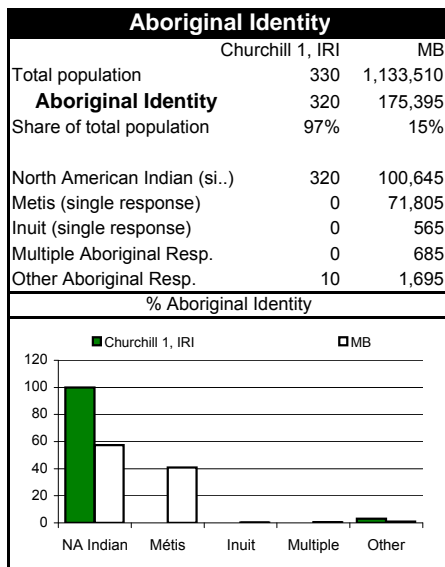 Aboriginal Identity
Churchill 1, IRI MB
Total population 330 1,133,510
Aboriginal Identity 320 175,395
Share of total population 97% 15%
North American Indian (si..) 320 100,645
Metis (single response) 0 71,805
Inuit (single response) 0 565
Multiple Aboriginal Resp. 0 685
Other Aboriginal Resp. 10 1,695
% Aboriginal Identity
Churchill 1, IRI MB
120
100
80
60
40
20
0
NA Indian Métis Inuit Multiple Other